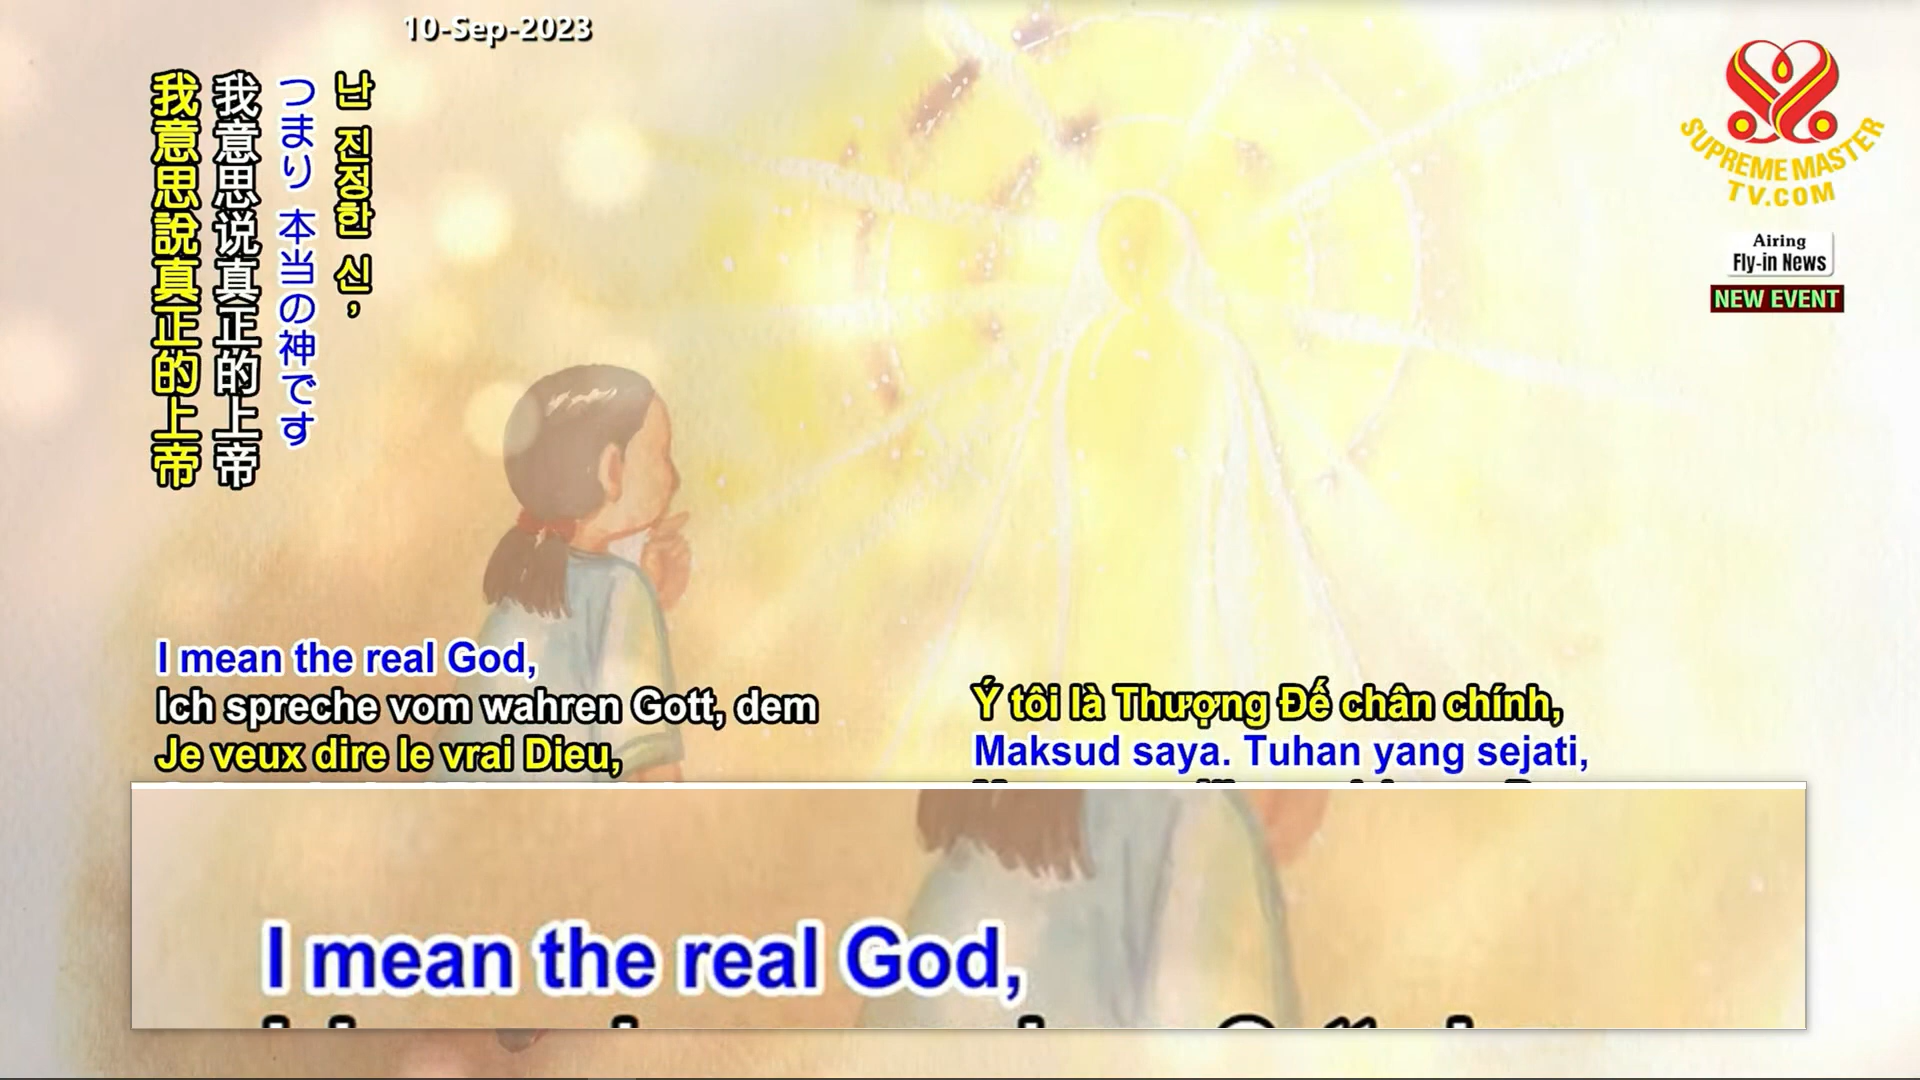 10-Sep-2023
난 진정한 신,
つまり 本当の神です
我意思说真正的上帝
我意思說真正的上帝
SUPREME MASTER
TV.COM
Airing
Fly-in News
NEW EVENT
I mean the real God,
Ich spreche vom wahren Gott, dem
Je veux dire le vrai Dieu,
Ý tôi là Thượng Đế chân chính,
Maksud saya. Tuhan yang sejati,
I mean the real God,